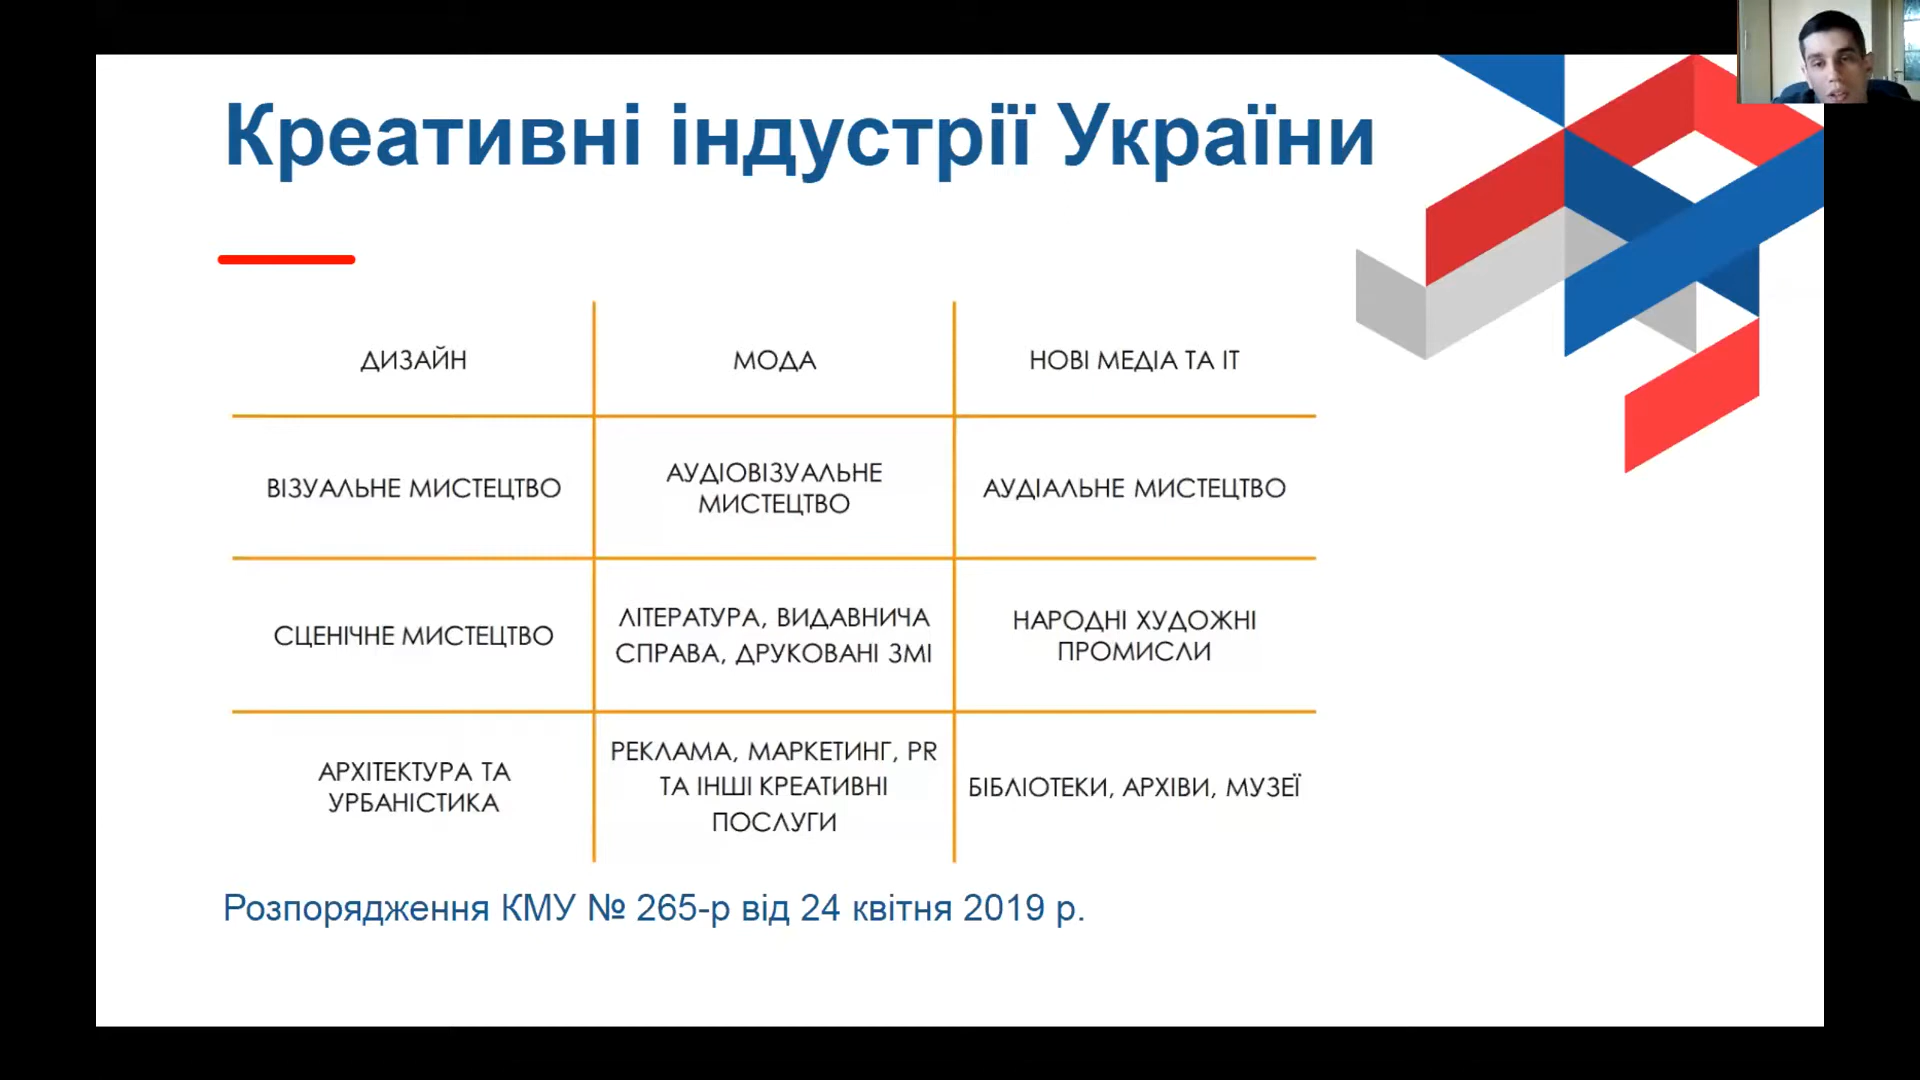 Креативні індустрії України
ДИЗАЙН
МОДА
НОВІ МЕДІА ТА ІТ
ВІЗУАЛЬНЕ МИСТЕЦТВО
АУДІОВІЗУАЛЬНЕ
МИСТЕЦТВО
АУДІАЛЬНЕ МИСТЕЦТВО
СЦЕНІЧНЕ МИСТЕЦТВО
ЛІТЕРАТУРА, ВИДАВНИЧА
СПРАВА, ДРУКОВАНІ ЗМІ
НАРОДНІ ХУДОЖНІ
ПРОМИСЛИ
АРХІТЕКТУРА ТА
УРБАНІСТИКА
РЕКЛАМА, МАРКЕТИНГ, PR
ТА ІНШІ КРЕАТИВНІ
ПОСЛУГИ
БІБЛІОТЕКИ, АРХІВИ, МУЗЕЇ
Розпорядження КМУ № 265-р від 24 квітня 2019 р.